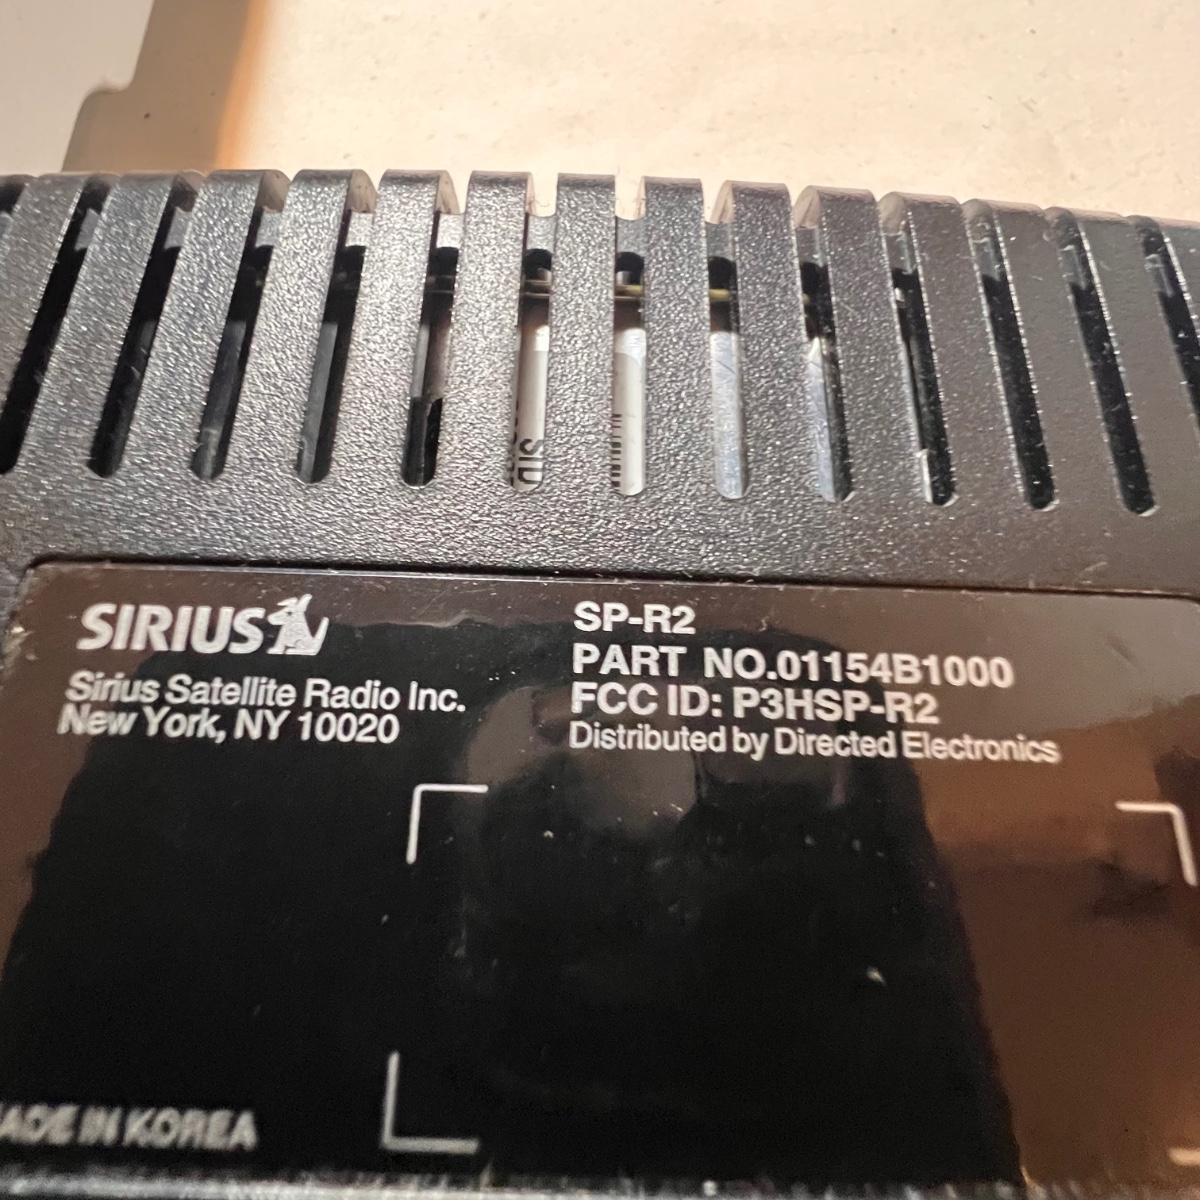 SID
SIRIUS
Sirius Satellite Radio Inc.
New York, NY 10020
SP-R2
PART NO.01154B1000
FCC ID: P3HSP-R2
Distributed by Directed Electronics
ADE IN KOREA